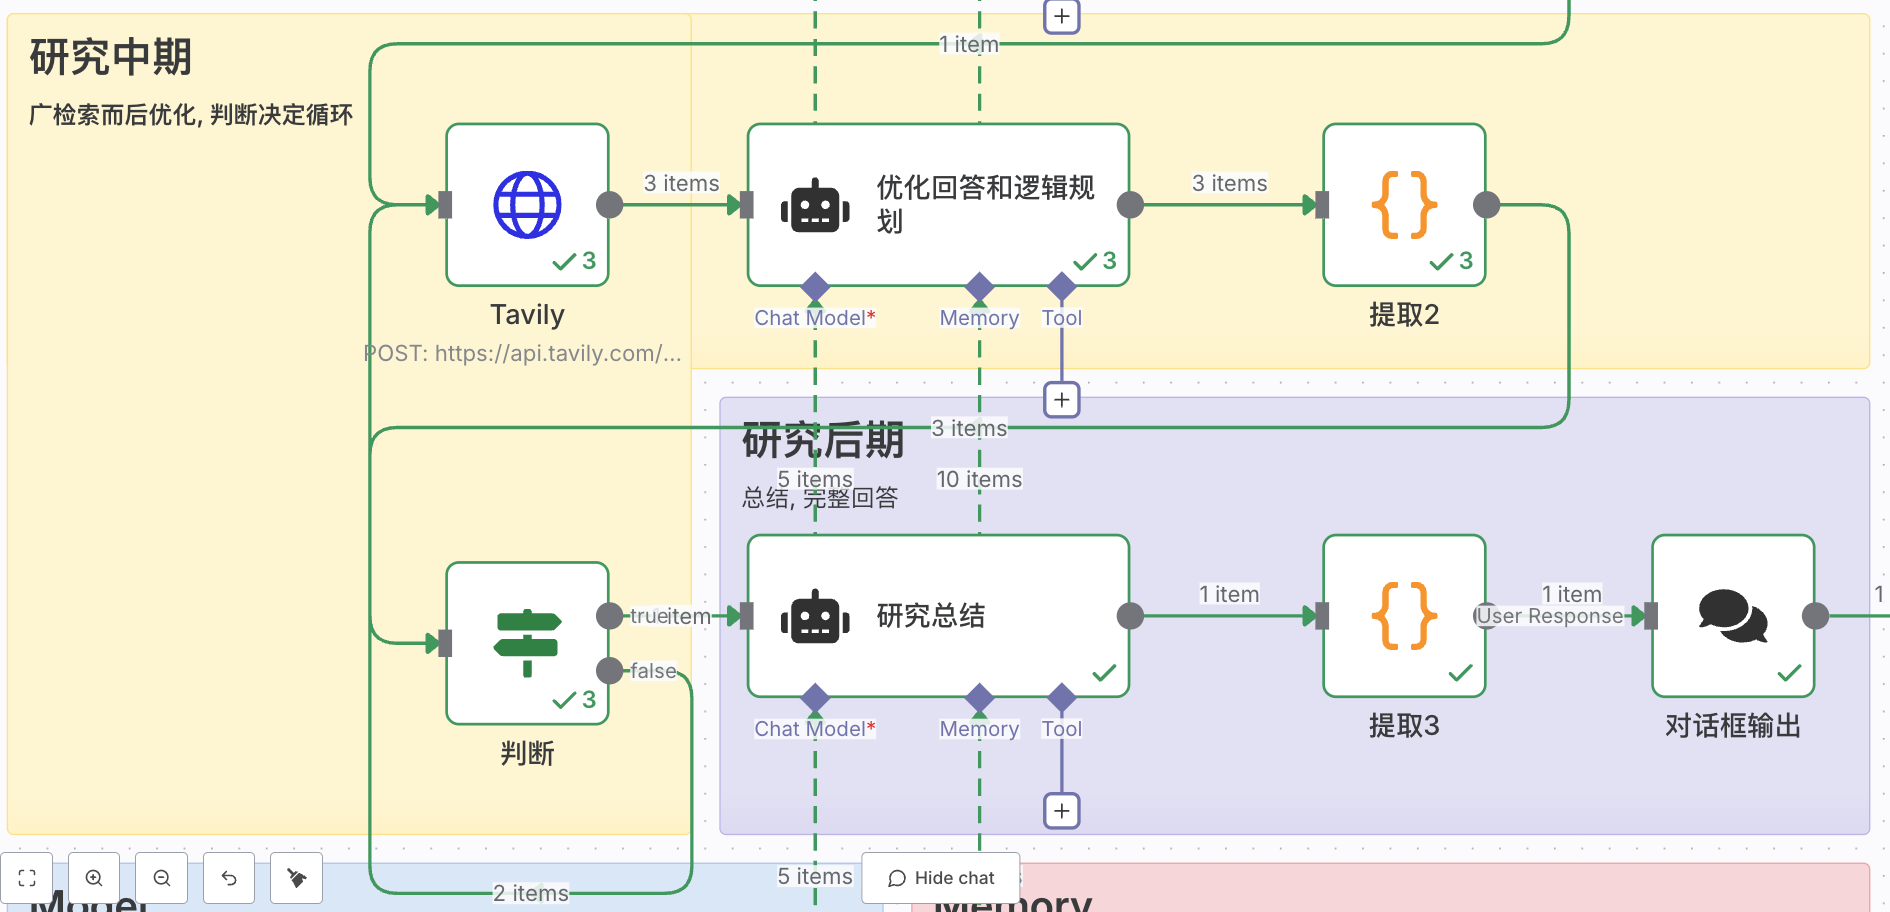 研究中期
广检索而后优化, 判断决定循环
1 item
3 items
优化回答和逻辑规
划
3 items
3
3
3
Tavily
POST: https://api.tavily.com/...
Chat Model*
Memory
Tool
提取2
研究后期
3 items
5 items
10 items
总结, 完整回答
true
item
false
3
判断
研究总结
1 item
1 item
User Response
1
Chat Model*
Memory
Tool
提取3
对话框输出
5 items
Hide chat
2 items
Model
Memory